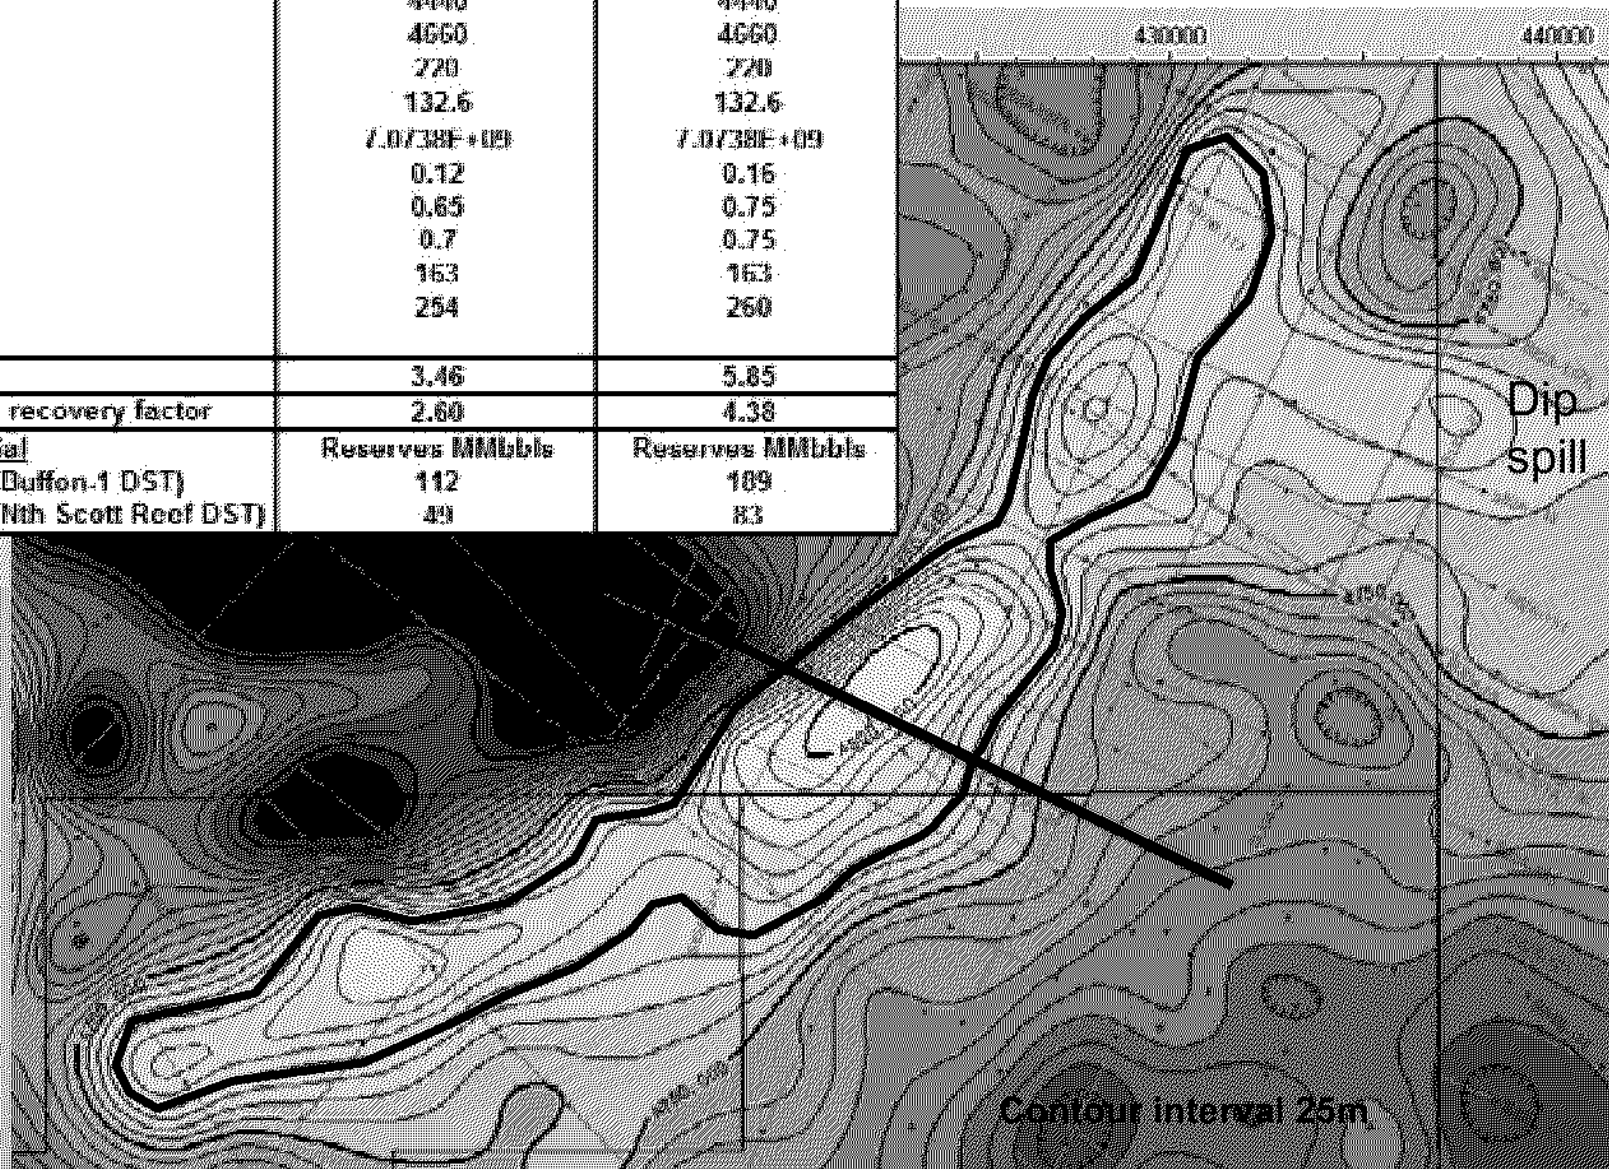 4440 4440
4660 4660
220 220
132.6 132.6
7.0738E+09 7.0738E+09
0.12 0.16
0.65 0.75
0.7 0.75
163 163
254 260
3.46 5.85
recovery factor 2.60 4.38
Reserves MMbbls Reserves MMbbls
Duffon-1 DST) 112 189
Nth Scott Reef DST) 49 83
430000 440000
Dip
spill
Contour interval 25m